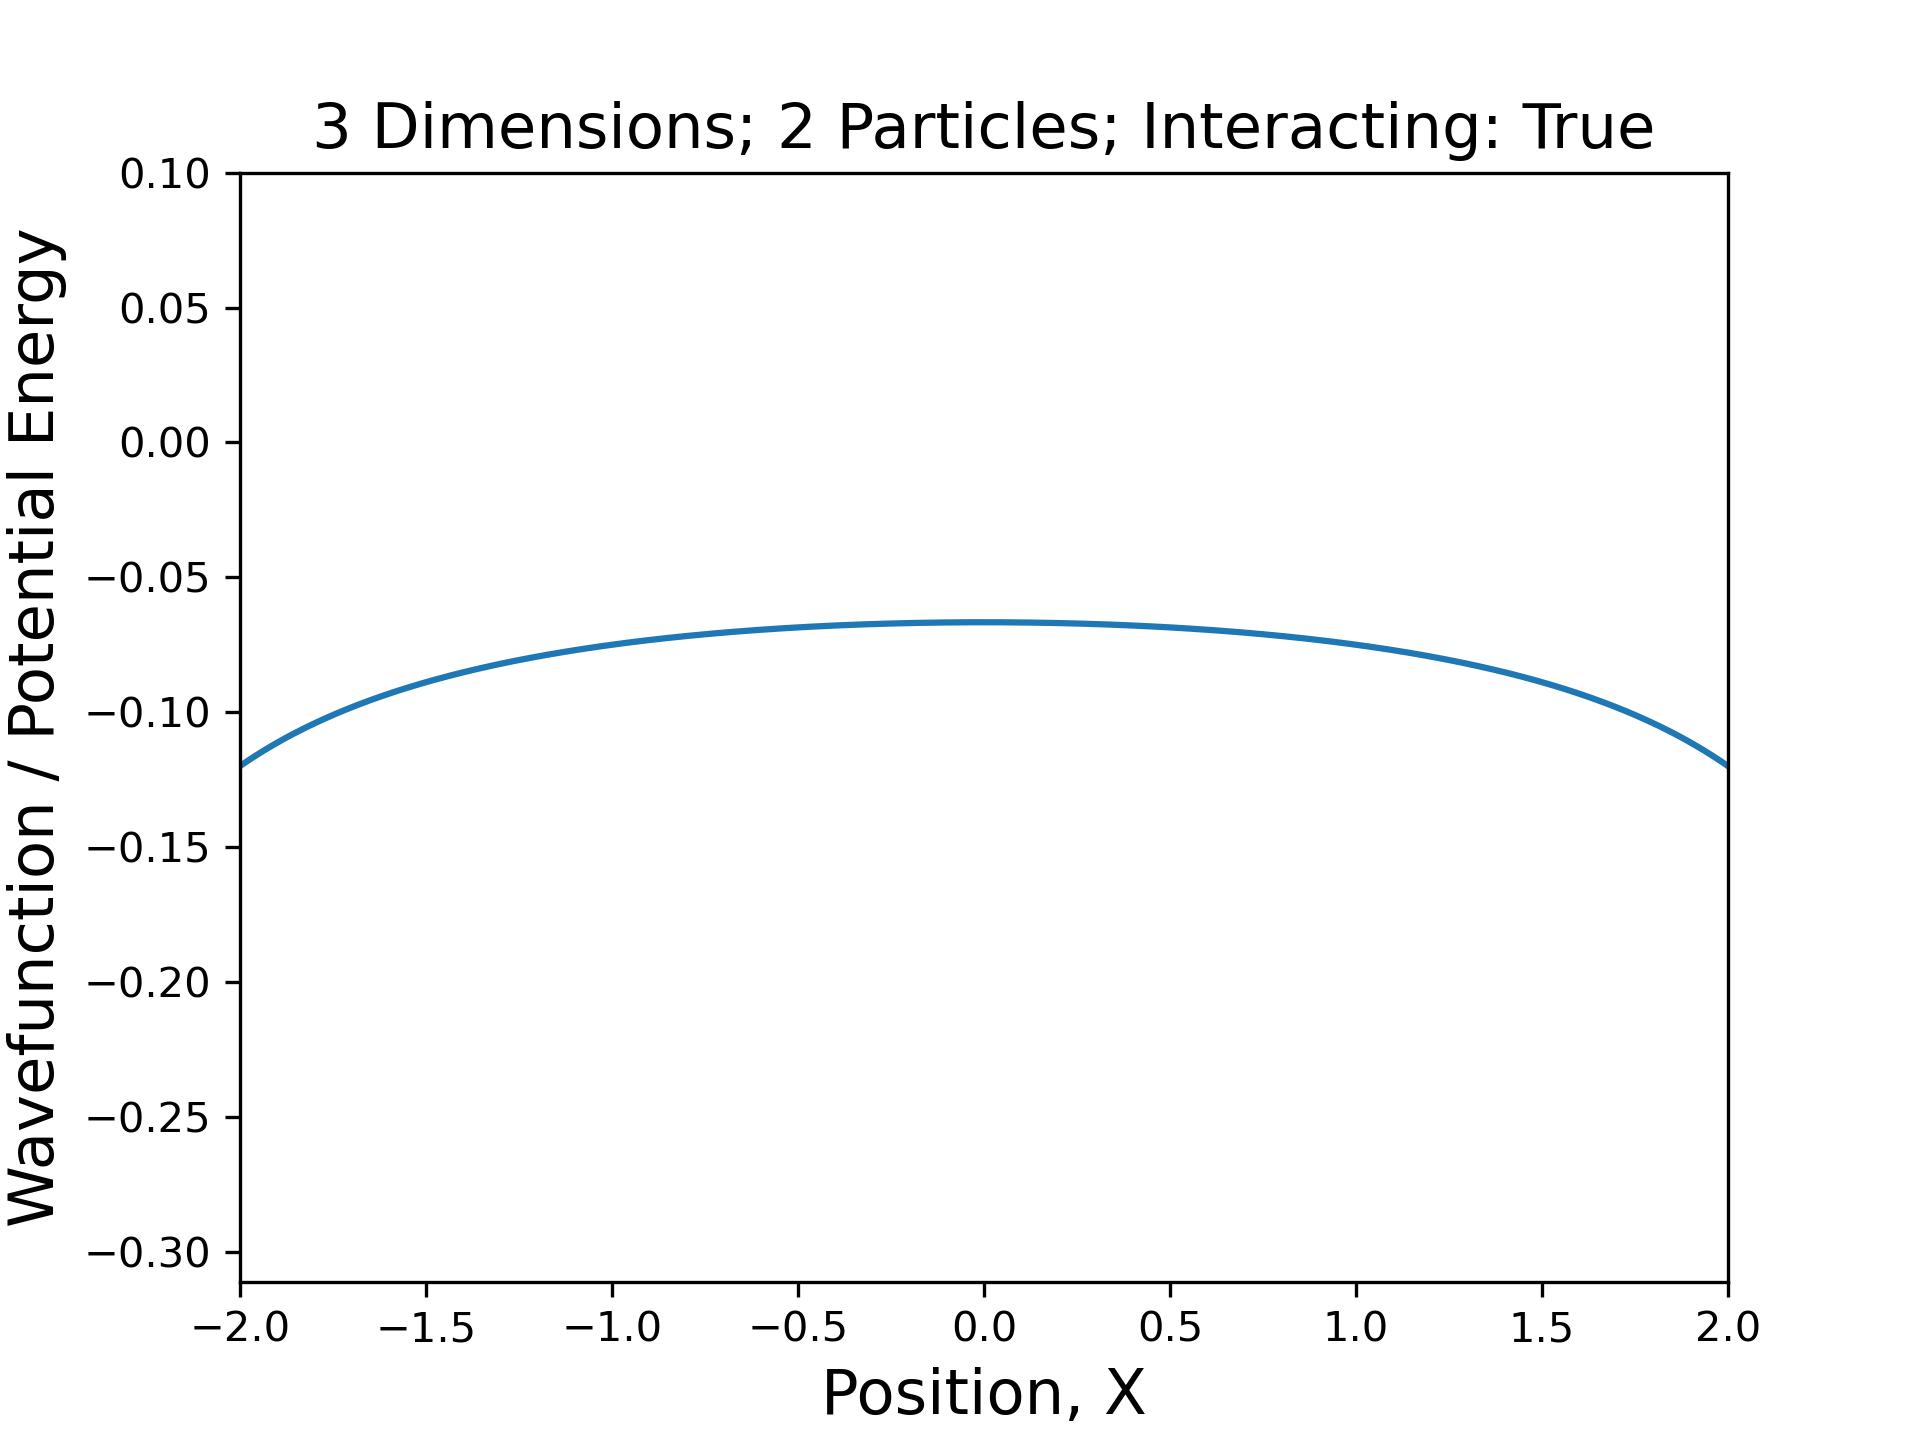 3 Dimensions; 2 Particles; Interacting: True
Wavefunction / Potential Energy
0.10
0.05
0.00
−0.05
−0.10
−0.15
−0.20
−0.25
−0.30
−2.0 −1.5 −1.0 −0.5 0.0 0.5 1.0 1.5 2.0
Position, X